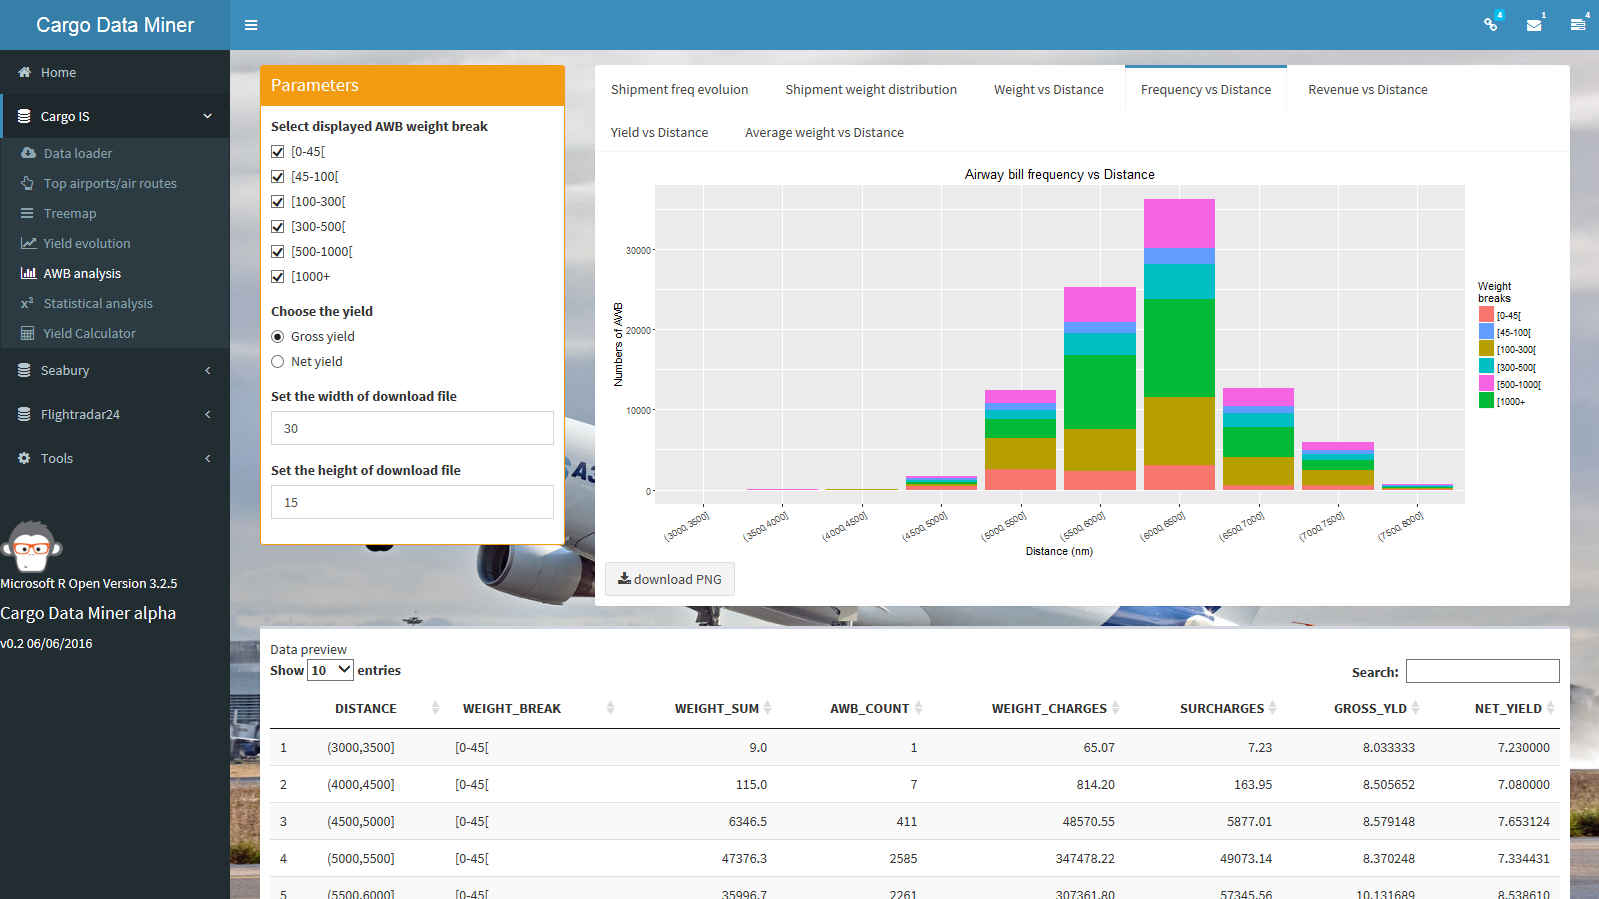 Cargo Data Miner
4
1
4
Home
Cargo IS
Data loader
Top airports/air routes
Treemap
Yield evolution
AWB analysis
x² Statistical analysis
Yield Calculator
Seabury
Flightradar24
Tools
Microsoft R Open Version 3.2.5
Cargo Data Miner alpha
v0.2 06/06/2016
Parameters
Select displayed AWB weight break
[0-45[
[45-100[
[100-300[
[300-500[
[500-1000[
[1000+
Choose the yield
Gross yield
Net yield
Set the width of download file
30
Set the height of download file
15
A3
Shipment freq evoluion
Shipment weight distribution
Weight vs Distance
Frequency vs Distance
Revenue vs Distance
Yield vs Distance
Average weight vs Distance
Airway bill frequency vs Distance
Numbers of AWB
30000
20000
10000
0
(3000,3500]
(3500,4000]
(4000,4500]
(4500,5000]
(5000,5500]
(5500,6000]
(6000,6500]
(6500,7000]
(7000,7500]
(7500,8000]
Distance (nm)
Weight
breaks
[0-45[
[45-100[
[100-300[
[300-500[
[500-1000[
[1000+
download PNG
Data preview
Show 10 entries
Search:
DISTANCE WEIGHT_BREAK WEIGHT_SUM AWB_COUNT WEIGHT_CHARGES SURCHARGES GROSS_YLD NET_YIELD
1 (3000,3500] [0-45[ 9.0 1 65.07 7.23 8.033333 7.230000
2 (4000,4500] [0-45[ 115.0 7 814.20 163.95 8.505652 7.080000
3 (4500,5000] [0-45[ 6346.5 411 48570.55 5877.01 8.579148 7.653124
4 (5000,5500] [0-45[ 47376.3 2585 347478.22 49073.14 8.370248 7.334431
5 (5500,6000] [0-45[ 35996.7 2261 307361.80 57345.56 10.131689 8.538610